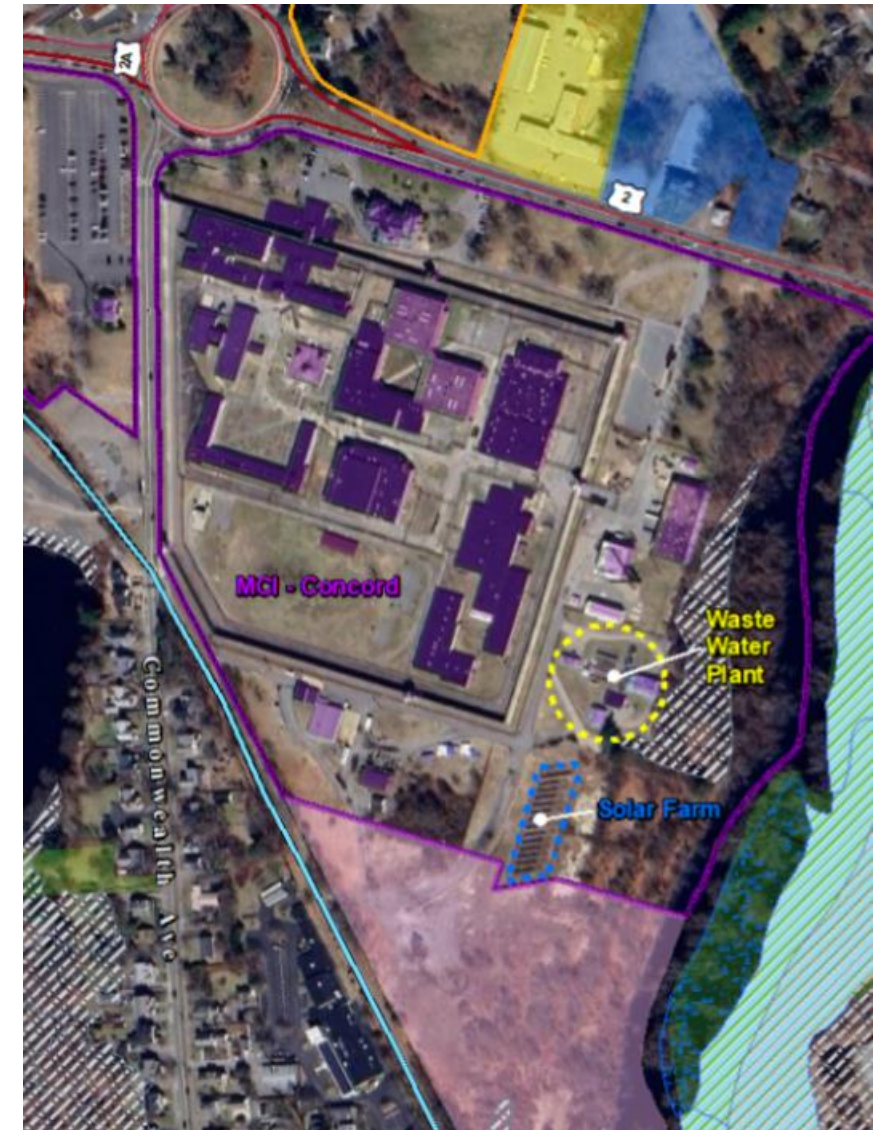 2A
2
MCI - Concord
Waste
Water
Plant
Solar Farm
Commonwealth Ave